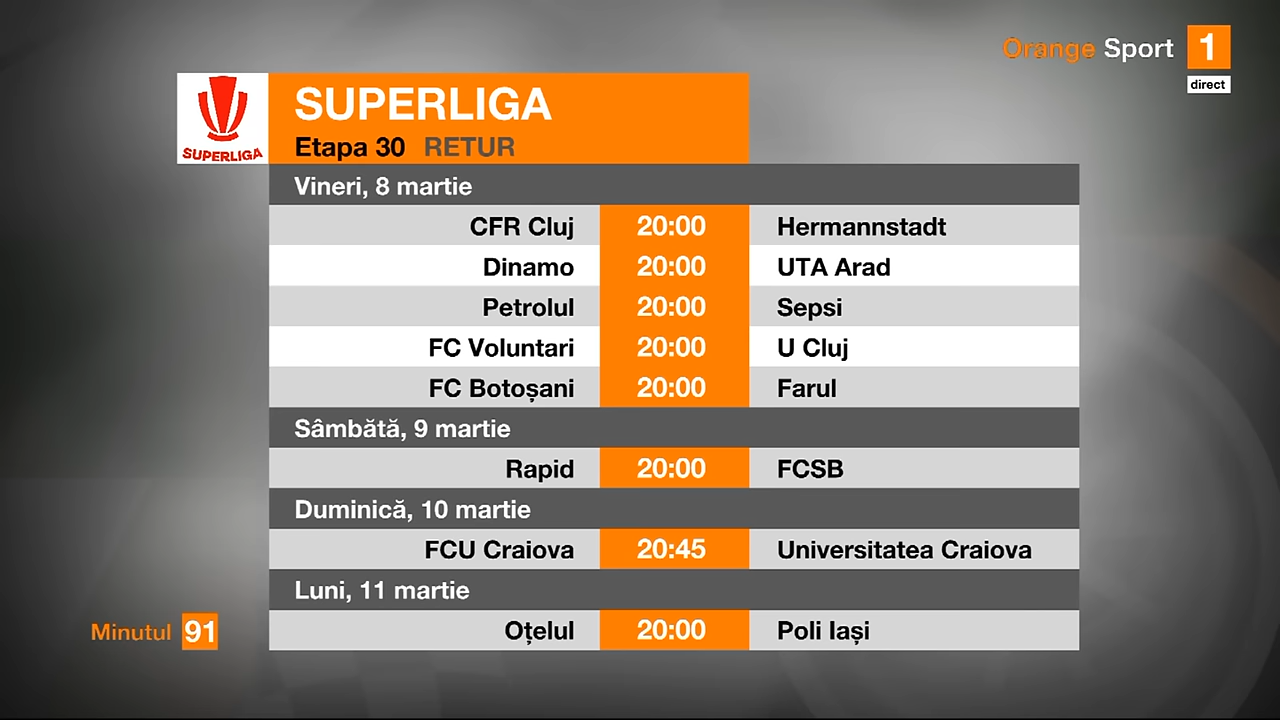 Orange Sport 1
direct
SUPERLIGA
SUPERLIGA
Etapa 30 RETUR
Vineri, 8 martie
CFR Cluj 20:00 Hermannstadt
Dinamo 20:00 UTA Arad
Petrolul 20:00 Sepsi
FC Voluntari 20:00 U Cluj
FC Botoșani 20:00 Farul
Sâmbătă, 9 martie
Rapid 20:00 FCSB
Duminică, 10 martie
FCU Craiova 20:45 Universitatea Craiova
Luni, 11 martie
Oțelul 20:00 Poli Iași
Minutul 91